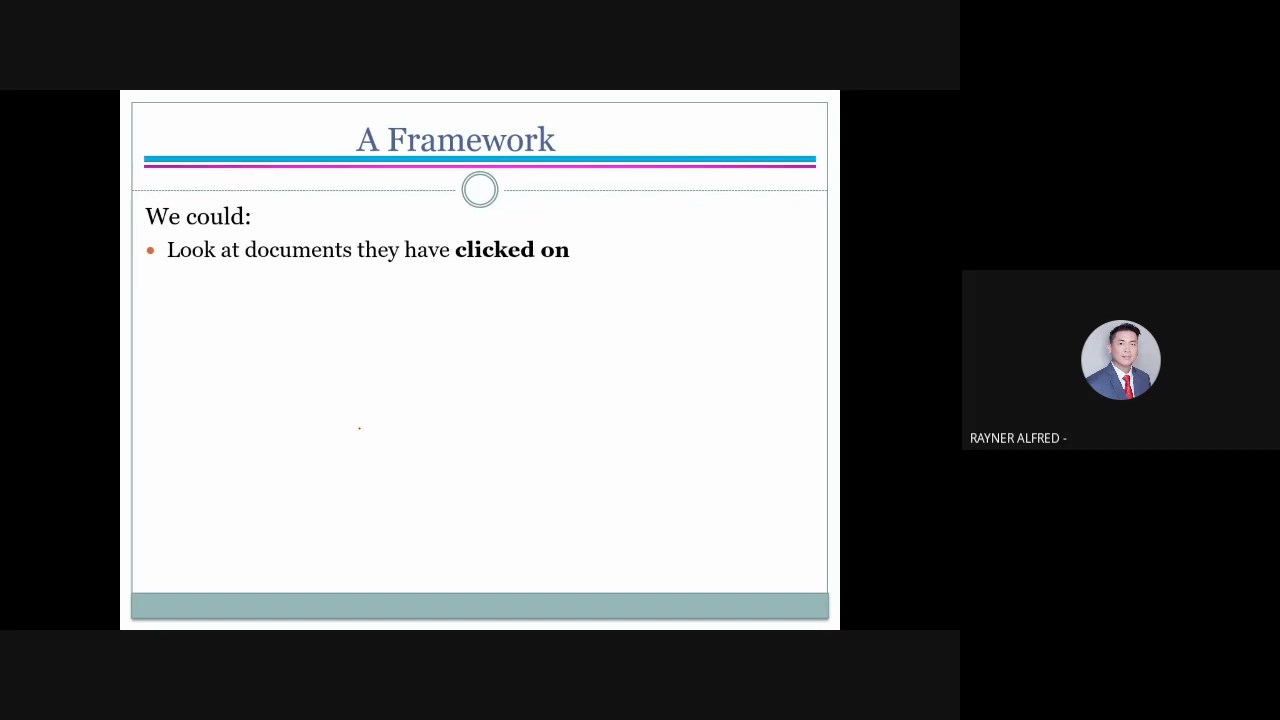 A Framework
We could:
Look at documents they have clicked on
RAYNER ALFRED -